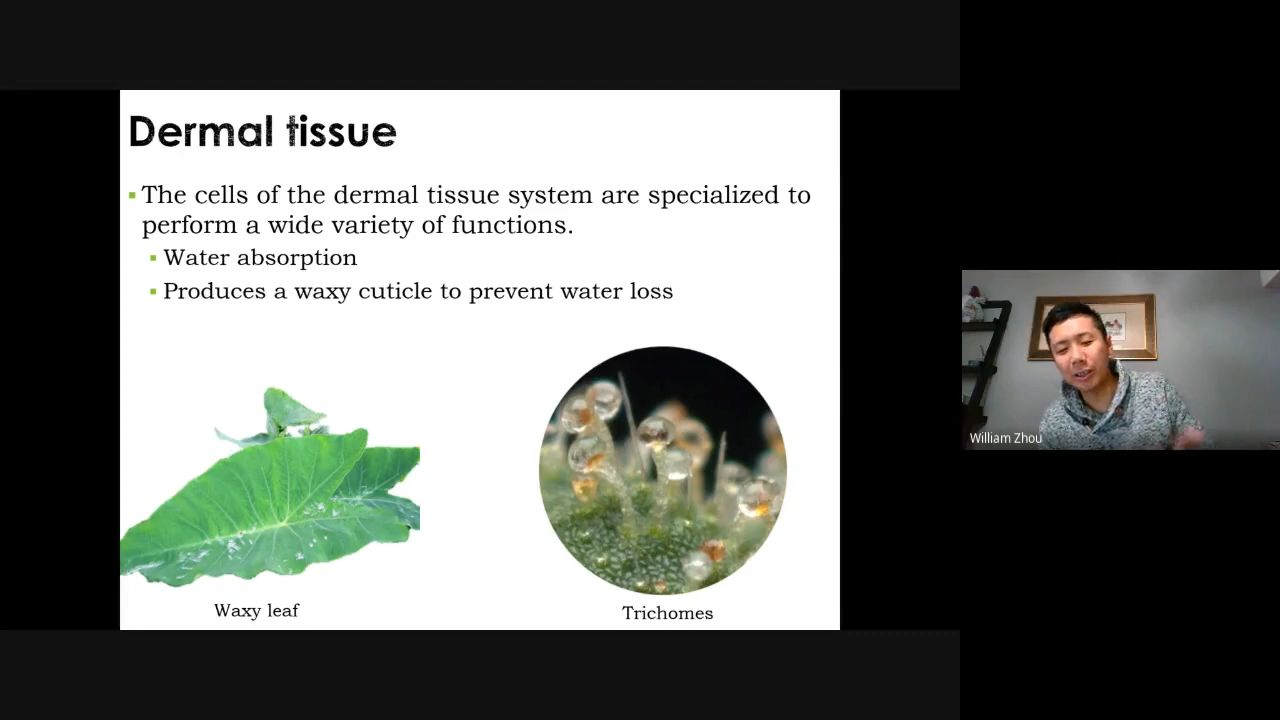 Dermal tissue
▪ The cells of the dermal tissue system are specialized to
perform a wide variety of functions.
▪ Water absorption
▪ Produces a waxy cuticle to prevent water loss
Waxy leaf
Trichomes
William Zhou